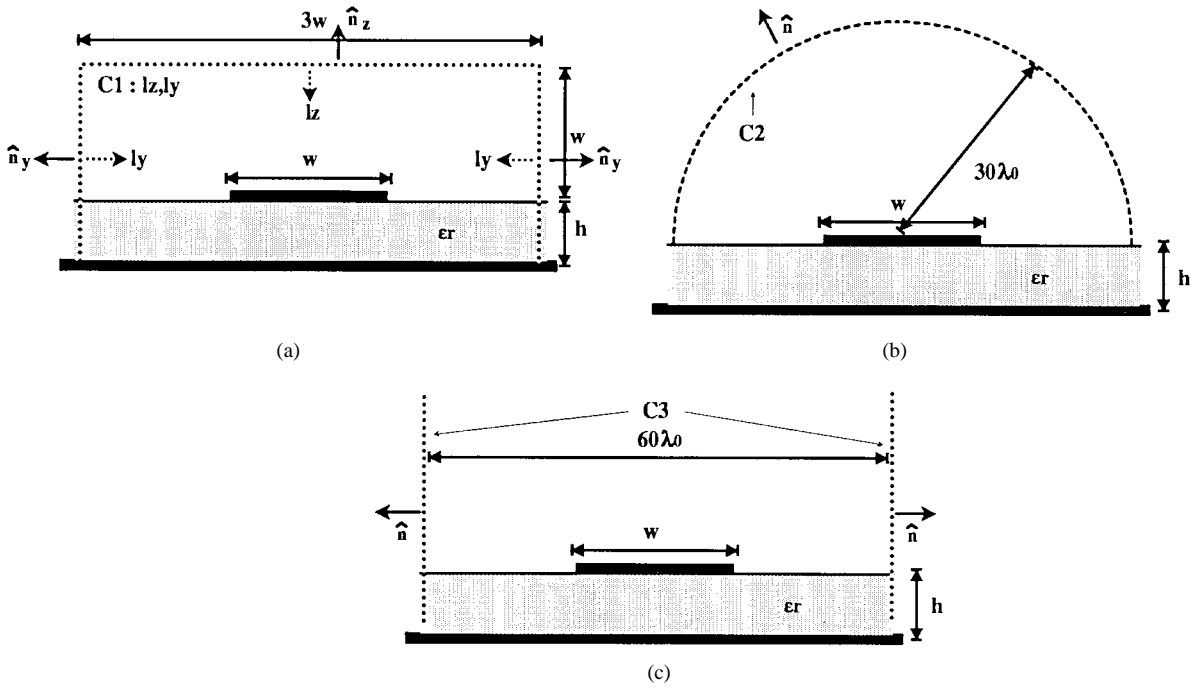 3w n̂z
C1 : lz,ly
lz
w
n̂y ly w ly n̂y
εr h
(a)
n̂
C2
30λ0
w
εr h
(b)
C3
60λ0
n̂ n̂
w
εr h
(c)